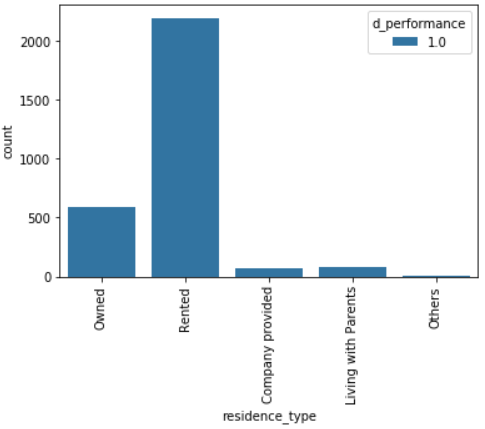 d_performance
1.0
2000
1500
1000
500
0
count
Owned
Rented
Company provided
Living with Parents
Others
residence_type